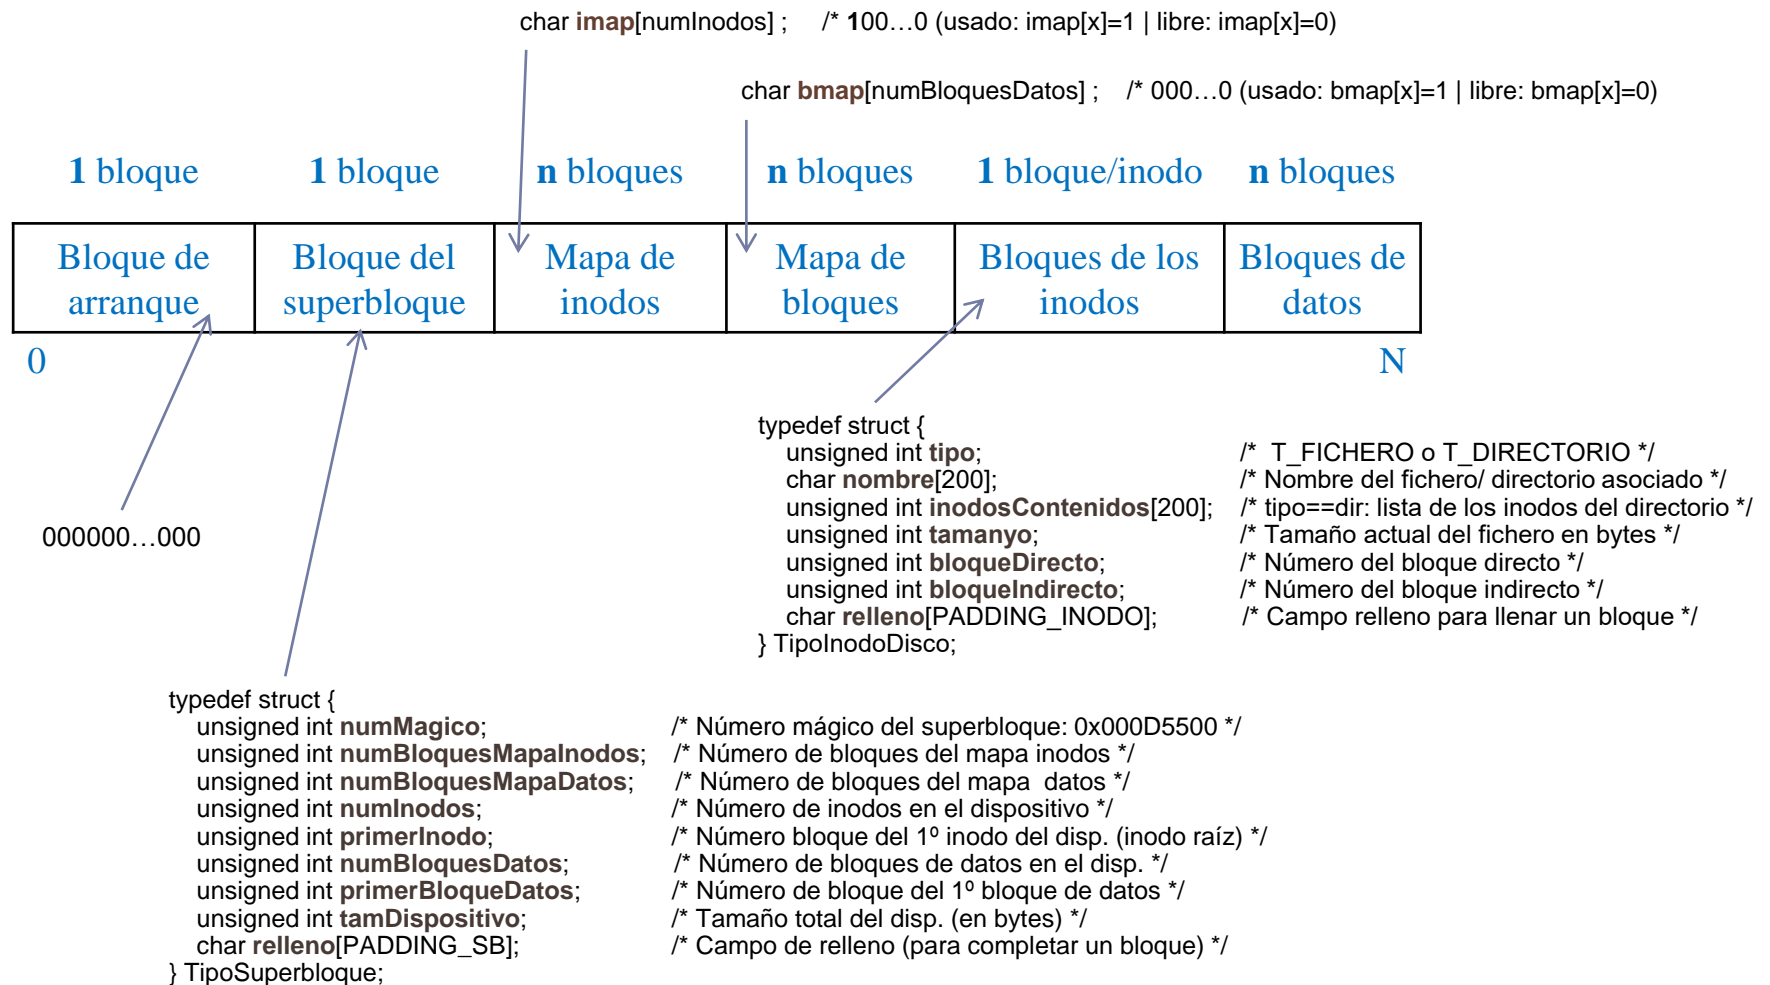 char imap[numInodos] ; /* 100…0 (usado: imap[x]=1 | libre: imap[x]=0)
char bmap[numBloquesDatos] ; /* 000…0 (usado: bmap[x]=1 | libre: bmap[x]=0)
1 bloque 1 bloque n bloques n bloques 1 bloque/inodo n bloques
Bloque de arranque
Bloque del superbloque
Mapa de inodos
Mapa de bloques
Bloques de los inodos
Bloques de datos
0 N
000000…000
typedef struct {
unsigned int tipo; /* T_FICHERO o T_DIRECTORIO */
char nombre[200]; /* Nombre del fichero/ directorio asociado */
unsigned int inodosContenidos[200]; /* tipo==dir: lista de los inodos del directorio */
unsigned int tamanyo; /* Tamaño actual del fichero en bytes */
unsigned int bloqueDirecto; /* Número del bloque directo */
unsigned int bloqueIndirecto; /* Número del bloque indirecto */
char relleno[PADDING_INODO]; /* Campo relleno para llenar un bloque */
} TipoInodoDisco;
typedef struct {
unsigned int numMagico; /* Número mágico del superbloque: 0x000D5500 */
unsigned int numBloquesMapaInodos; /* Número de bloques del mapa inodos */
unsigned int numBloquesMapaDatos; /* Número de bloques del mapa datos */
unsigned int numInodos; /* Número de inodos en el dispositivo */
unsigned int primerInodo; /* Número bloque del 1º inodo del disp. (inodo raíz) */
unsigned int numBloquesDatos; /* Número de bloques de datos en el disp. */
unsigned int primerBloqueDatos; /* Número de bloque del 1º bloque de datos */
unsigned int tamDispositivo; /* Tamaño total del disp. (en bytes) */
char relleno[PADDING_SB]; /* Campo de relleno (para completar un bloque) */
} TipoSuperbloque;